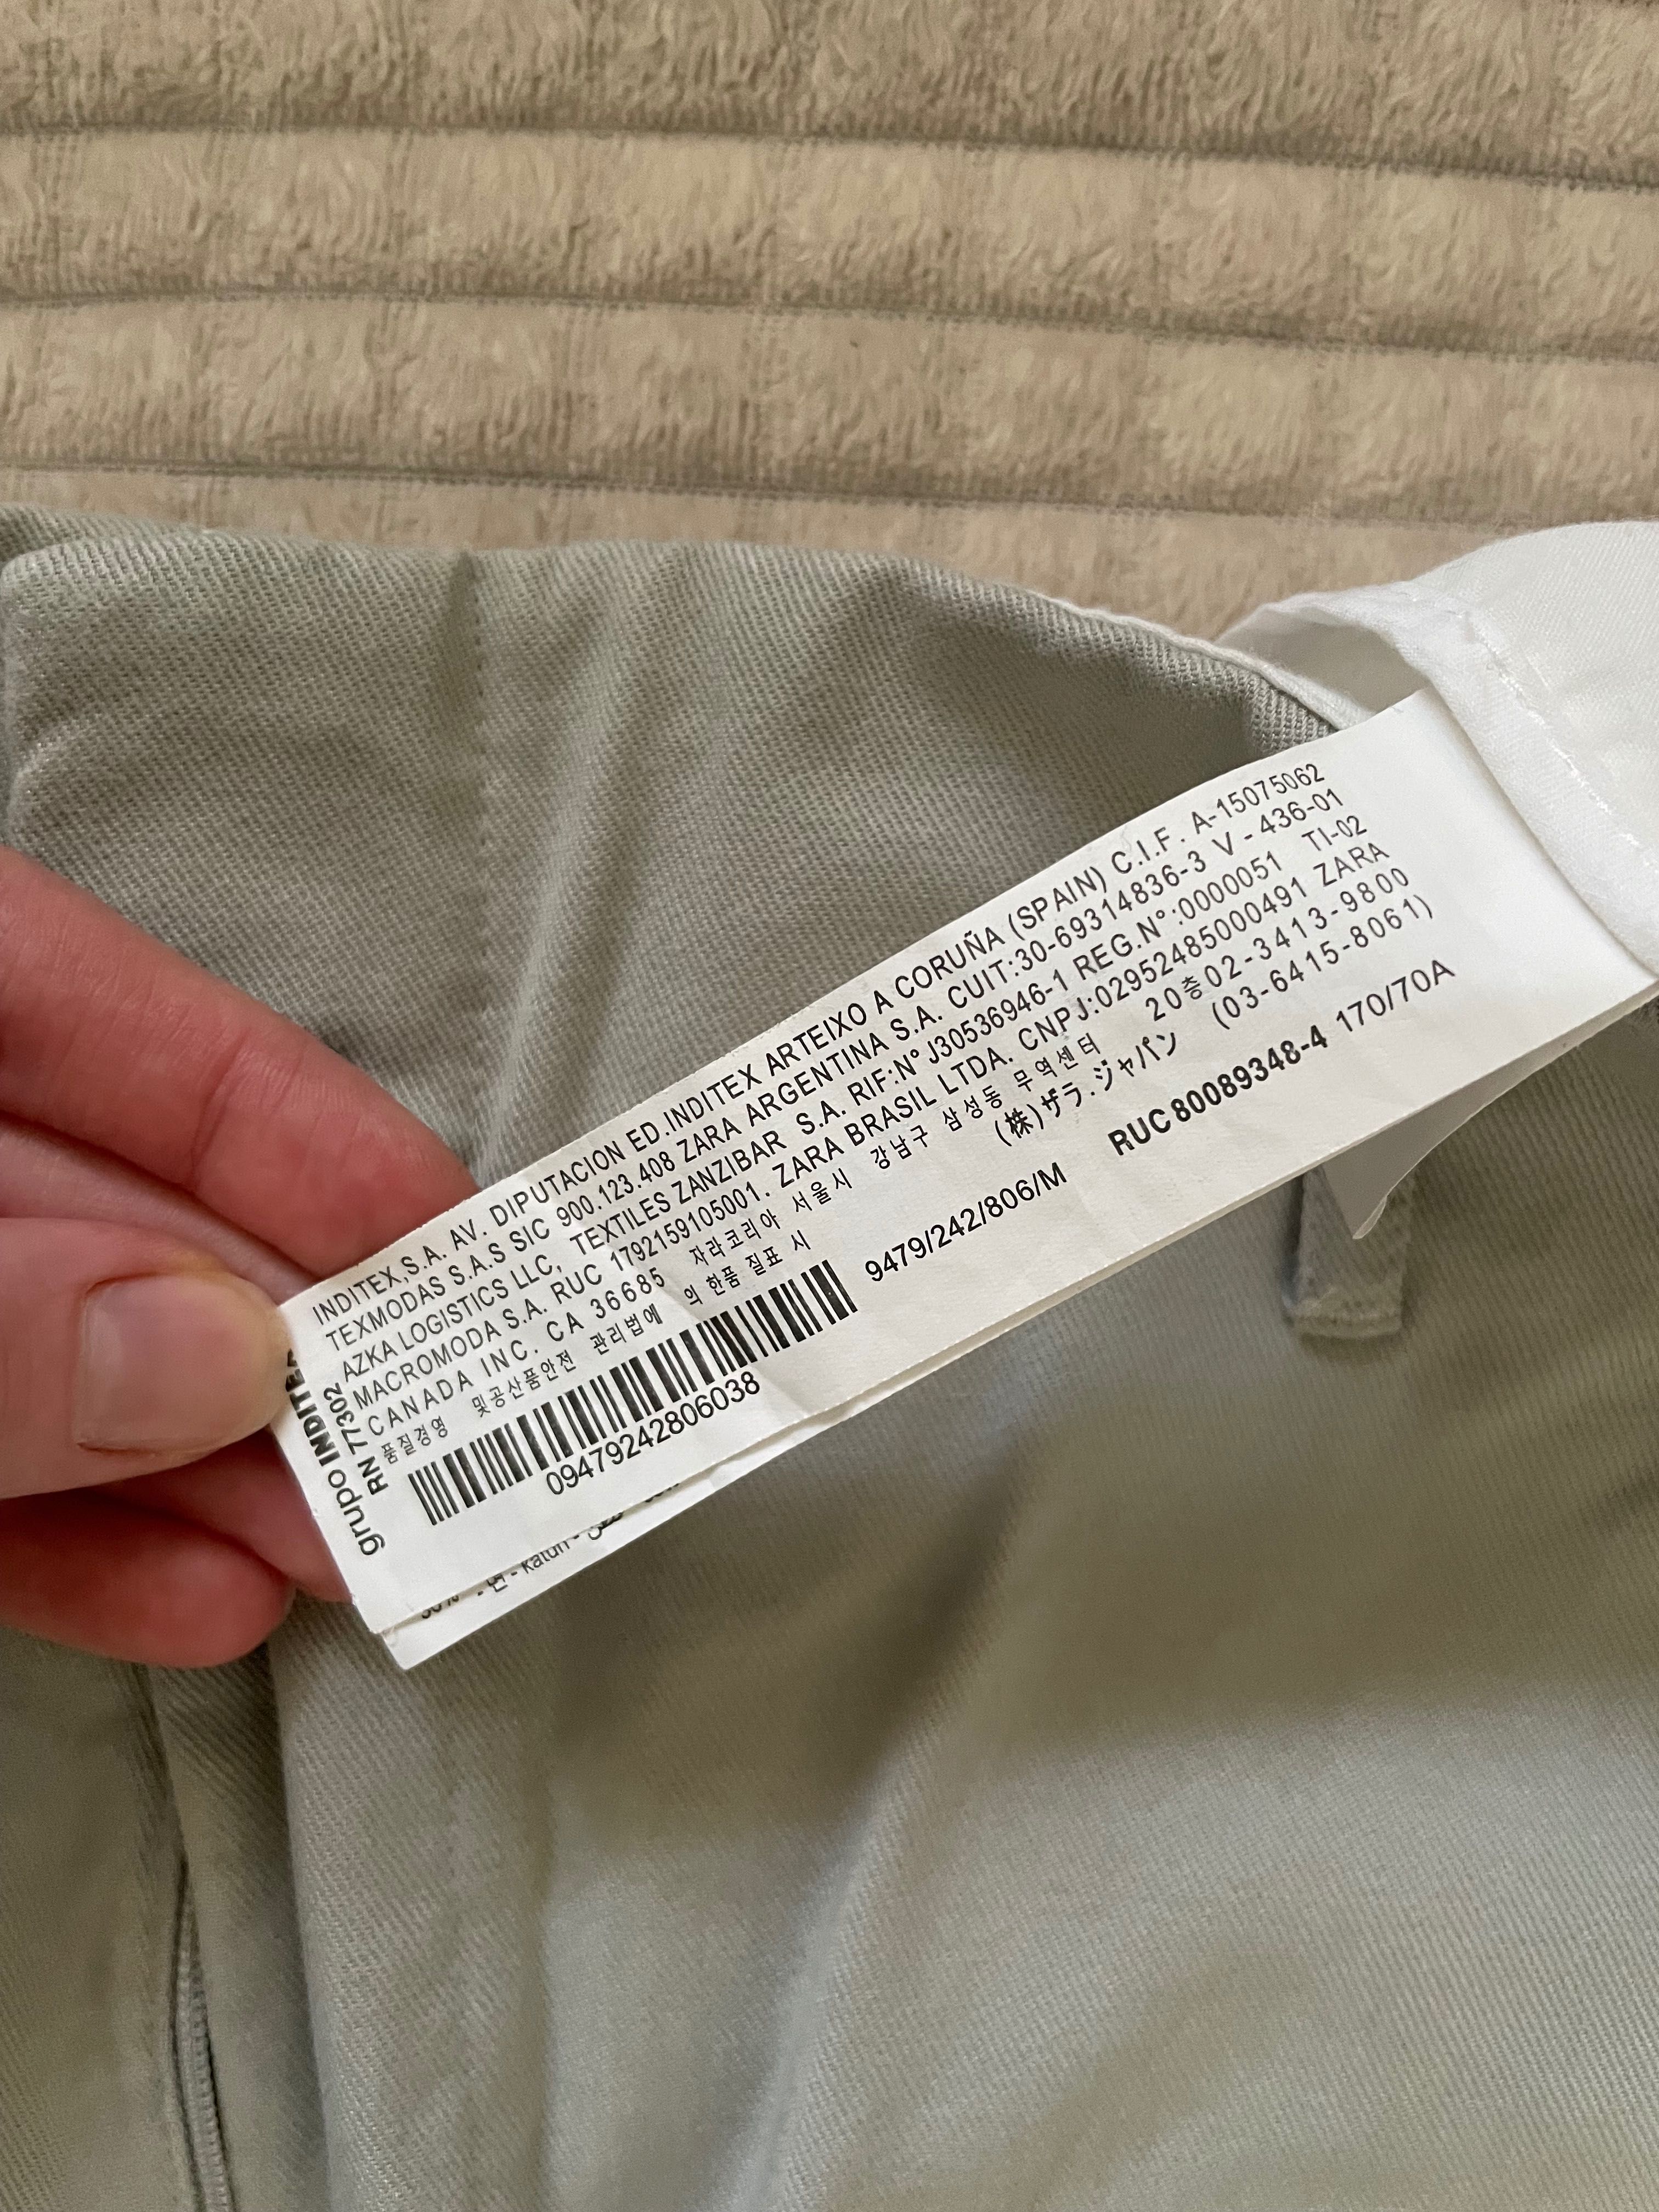 INDITEX,S.A. AV. DIPUTACION ED.INDITEX ARTEIXO A CORUÑA (SPAIN) C.I.F. A-15075062
TEXMODAS S.A.S SIC 900.123.408 ZARA ARGENTINA S.A. CUIT:30-69314836-3 V - 436-01
AZKA LOGISTICS LLC, TEXTILES ZANZIBAR S.A. RIF:N° J30536946-1 REG.N°:0000051 TI-02
MACROMODA S.A. RUC 1792159105001. ZARA BRASIL LTDA. CNPJ:02952485000491 ZARA
CANADA INC. CA 36685 자라코리아 서울시 강남구 삼성동 무역센터 20층02-3413-9800
품질경영 및공산품안전 관리법에 의한품 질표 시 (株)ザラ.ジャパン (03-6415-8061)
9479/242/806/M RUC80089348-4 170/70A
09479242806038
grupo INDITEX
RN 77302
- 면 - katun -